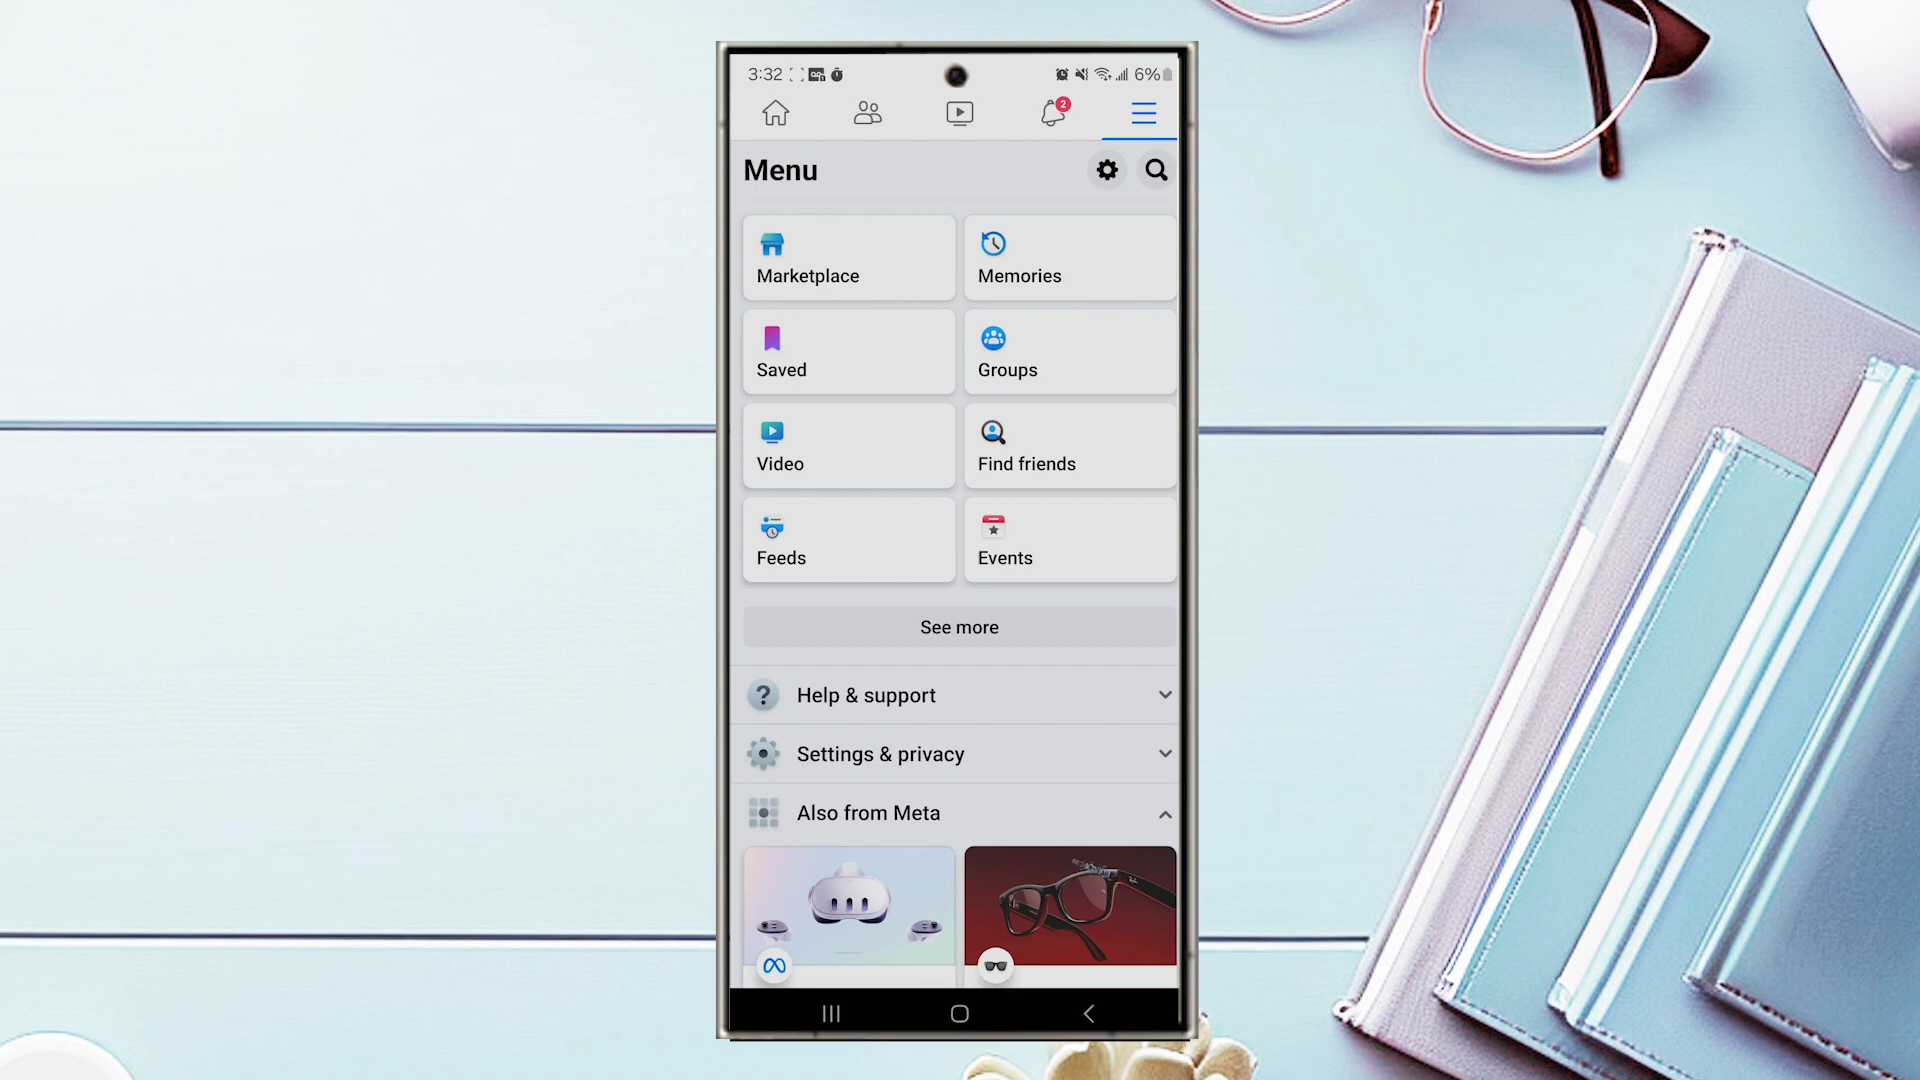 3:32
6%
2
Menu
Marketplace
Memories
Saved
Groups
Video
Find friends
Feeds
Events
See more
Help & support
Settings & privacy
Also from Meta